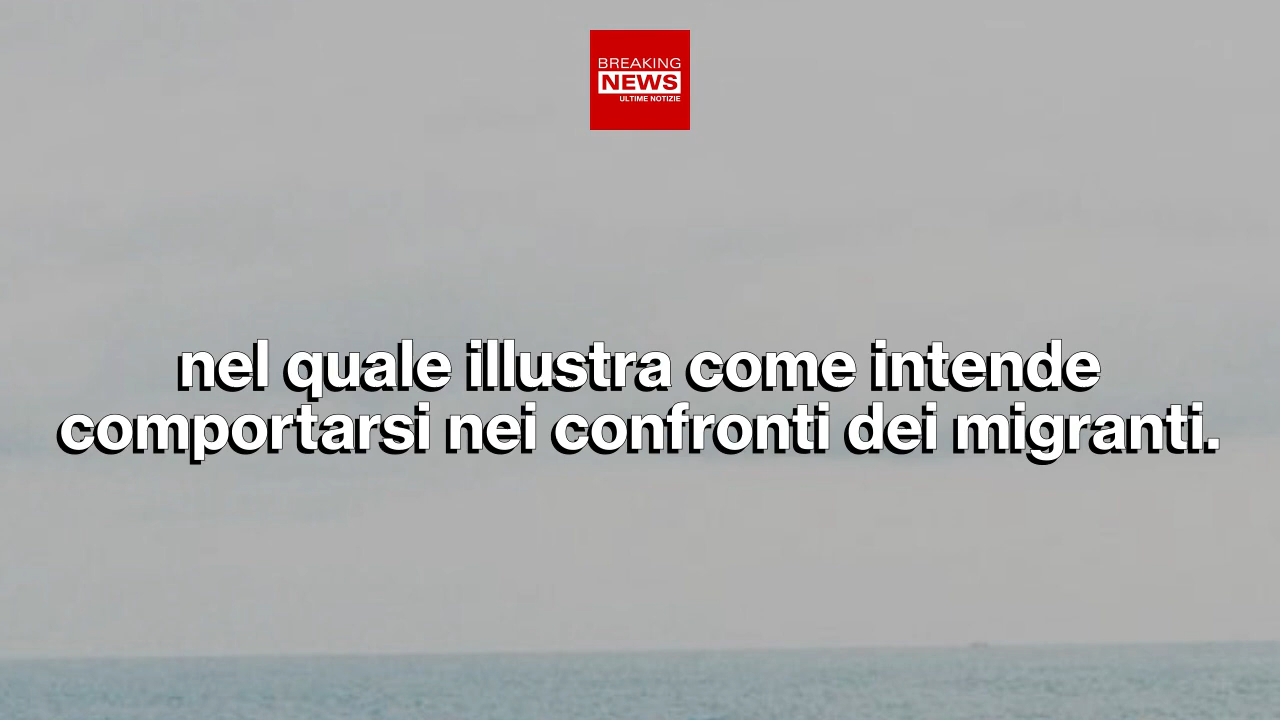 BREAKING
NEWS
ULTIME NOTIZIE
nel quale illustra come intende
comportarsi nei confronti dei migranti.